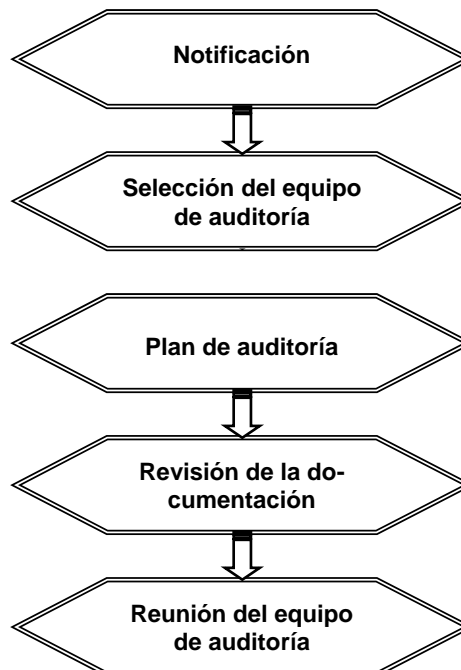 Notificación
Selección del equipo
de auditoría
Plan de auditoría
Revisión de la do-
cumentación
Reunión del equipo
de auditoría